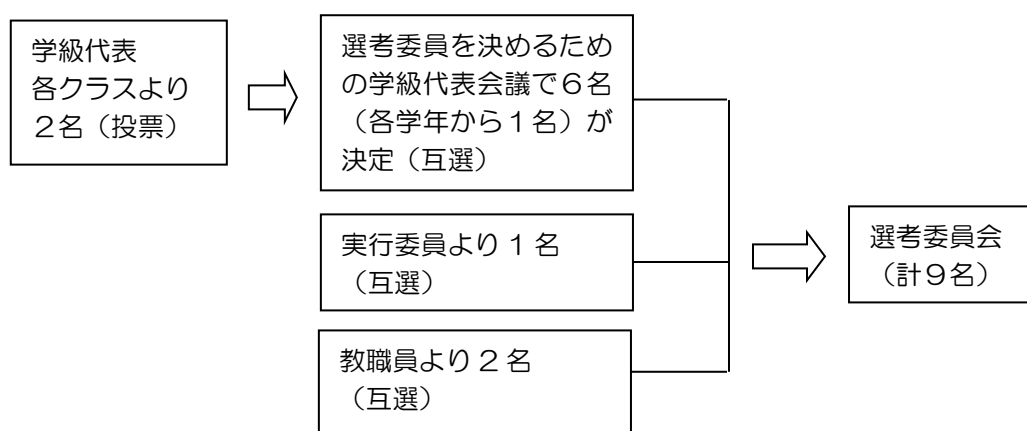 学級代表
各クラスより
２名（投票）
選考委員を決めるため
の学級代表会議で６名
（各学年から１名）が
決定（互選）
実行委員より１名
（互選）
教職員より２名
（互選）
選考委員会
（計９名）